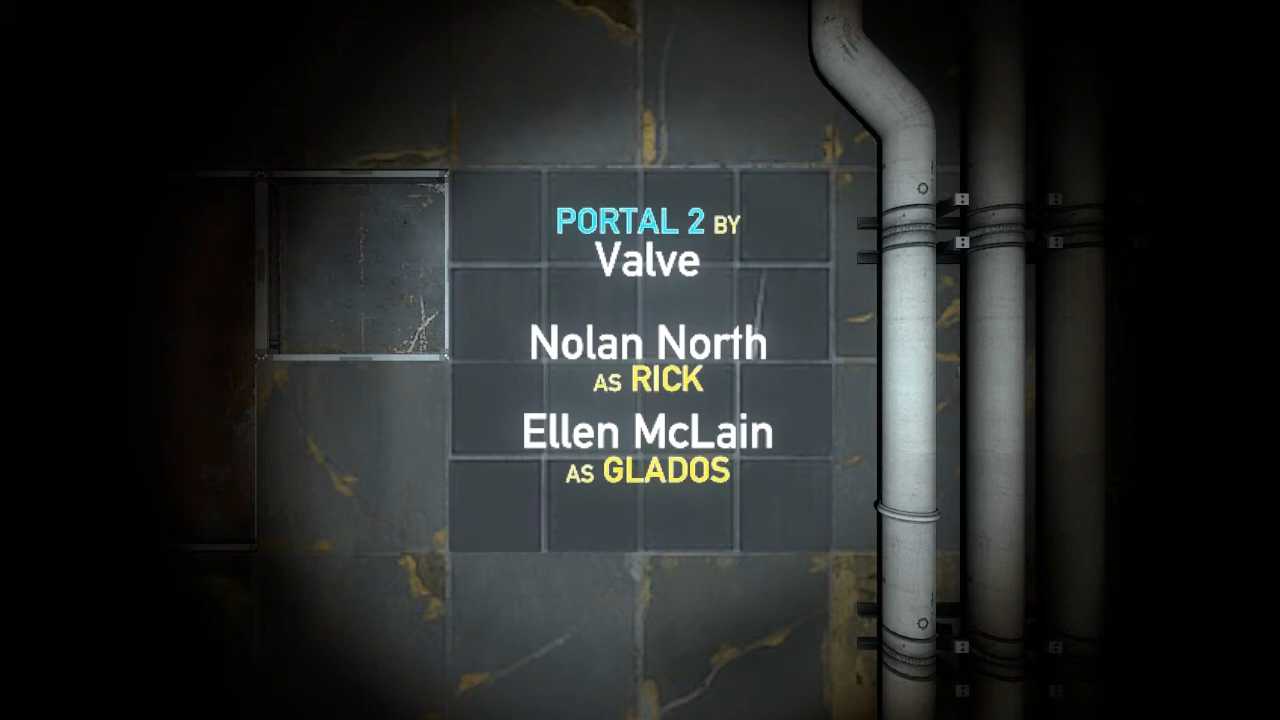 PORTAL 2 BY
Valve
Nolan North
AS RICK
Ellen McLain
AS GLADOS